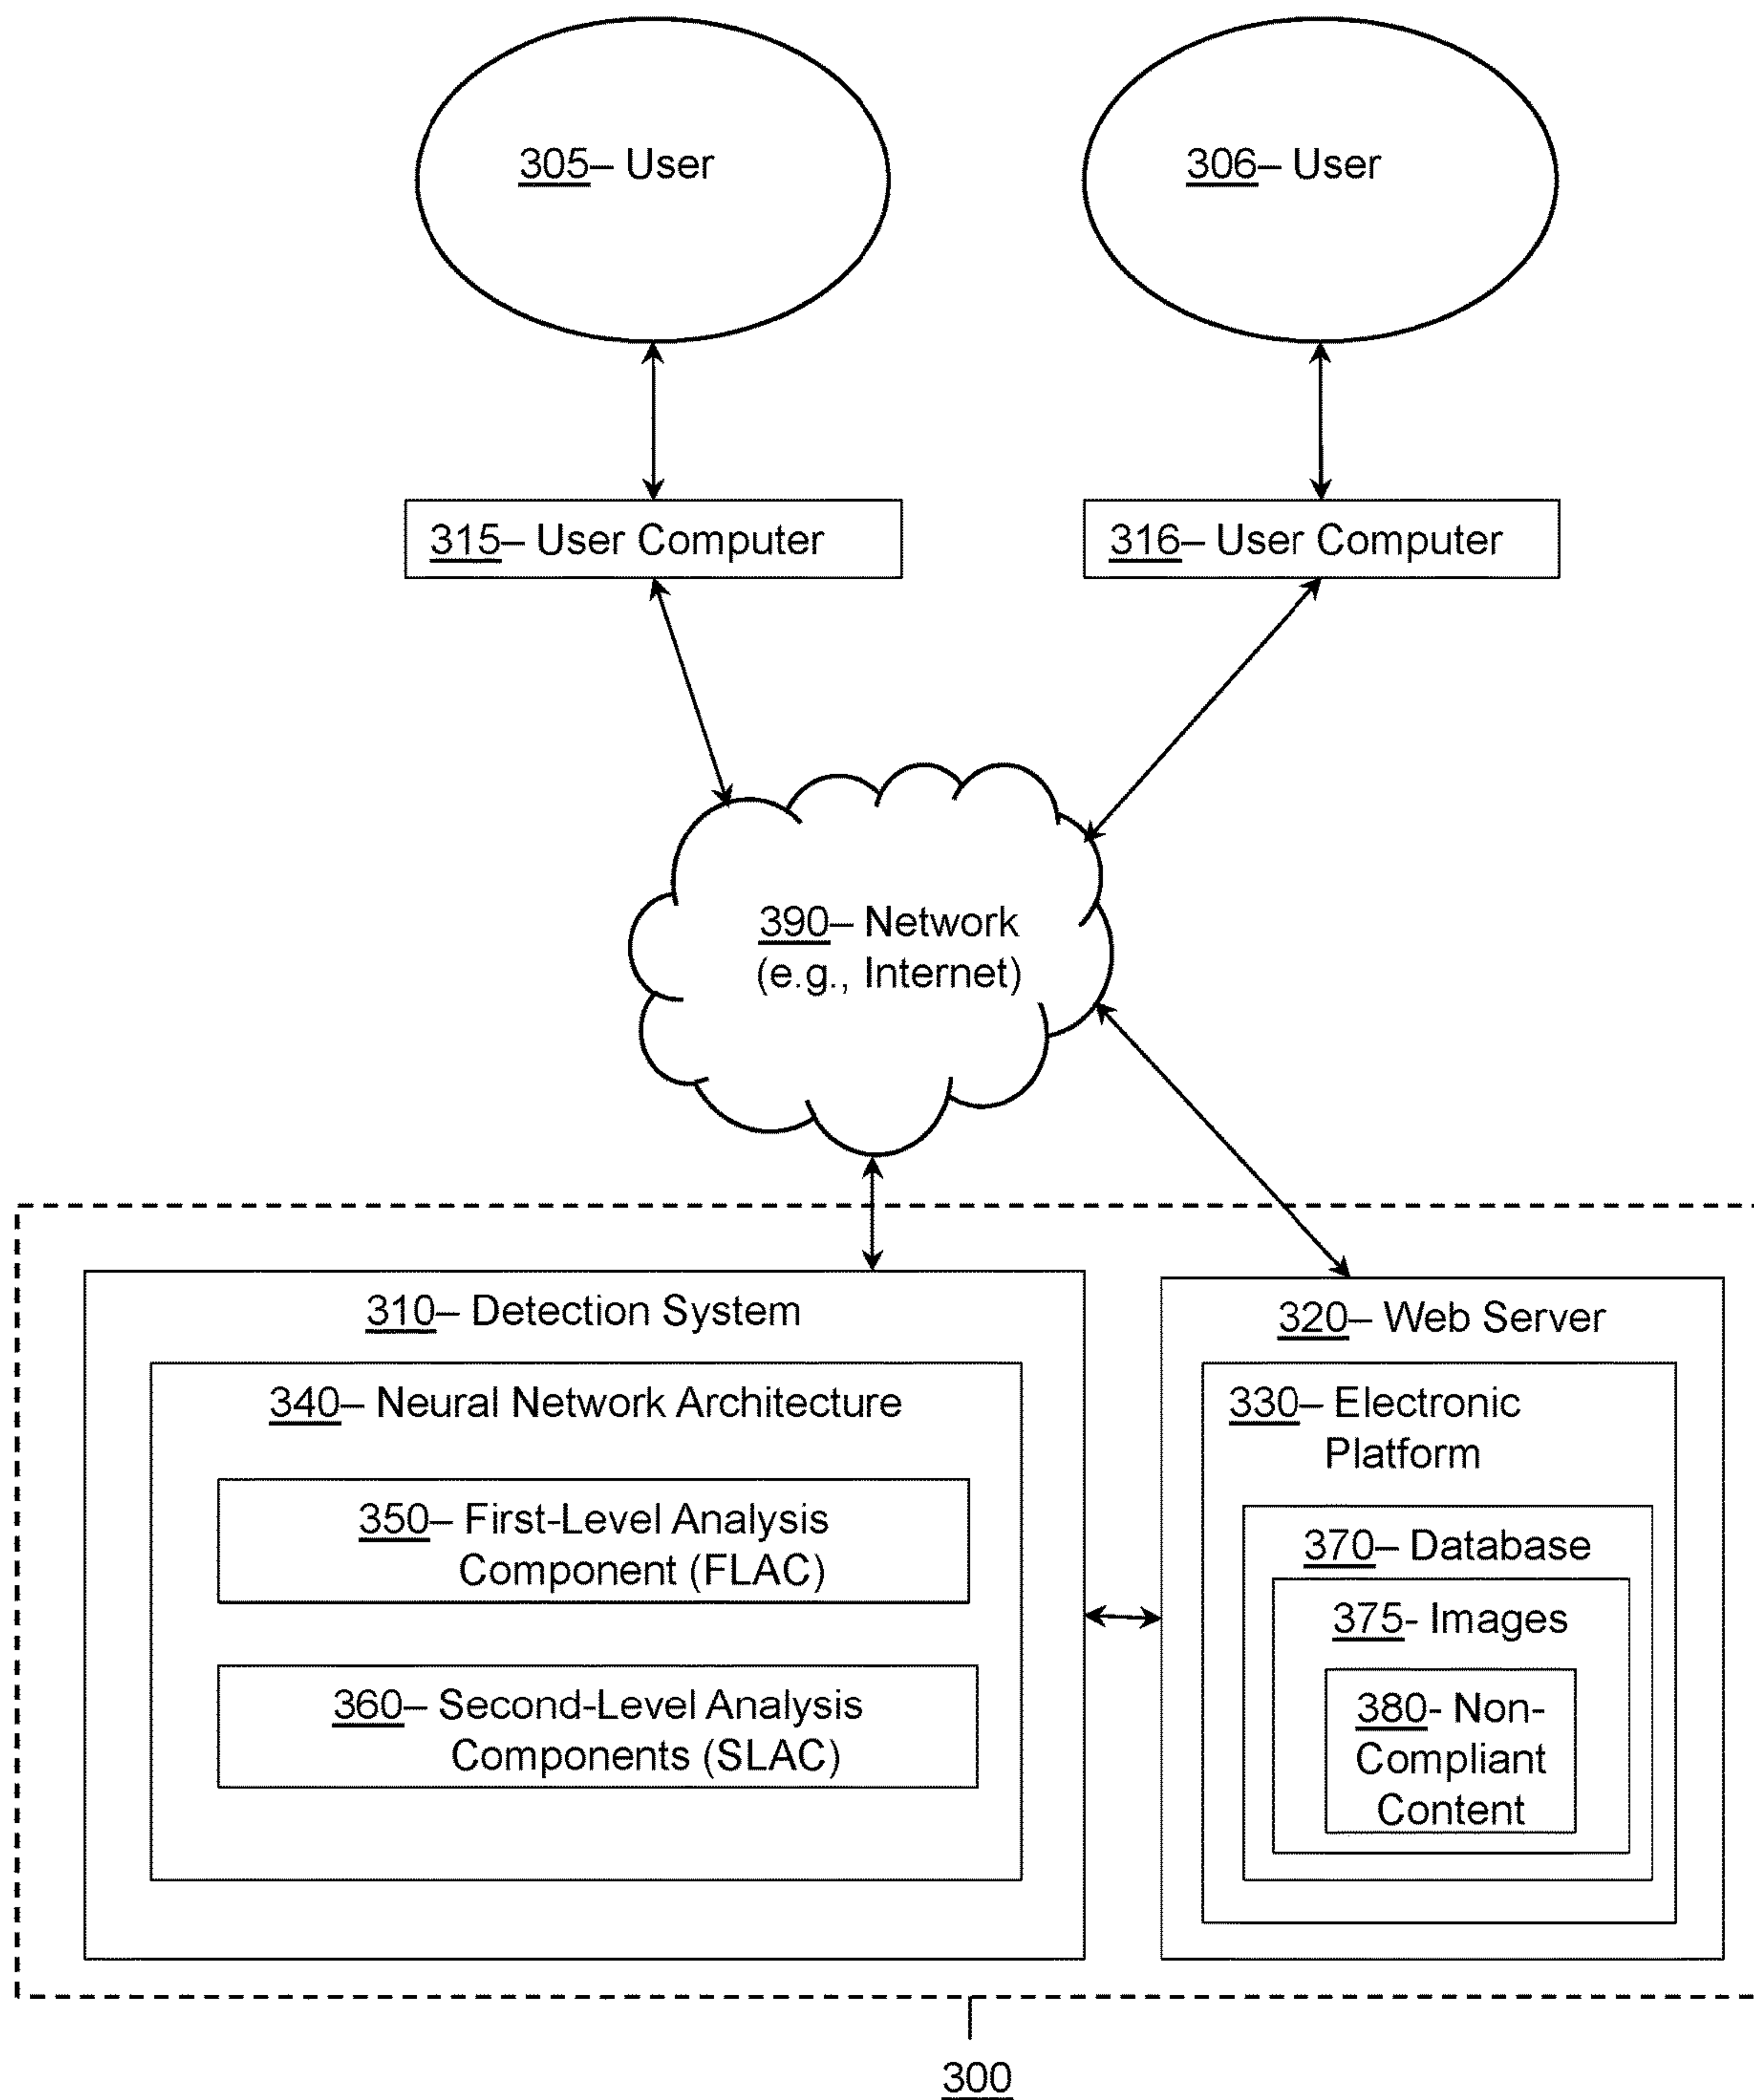 305– User
306– User
315– User Computer
316– User Computer
390– Network
(e.g., Internet)
310– Detection System
340– Neural Network Architecture
350– First-Level Analysis
Component (FLAC)
360– Second-Level Analysis
Components (SLAC)
320– Web Server
330– Electronic
Platform
370– Database
375- Images
380- Non-
Compliant
Content
300